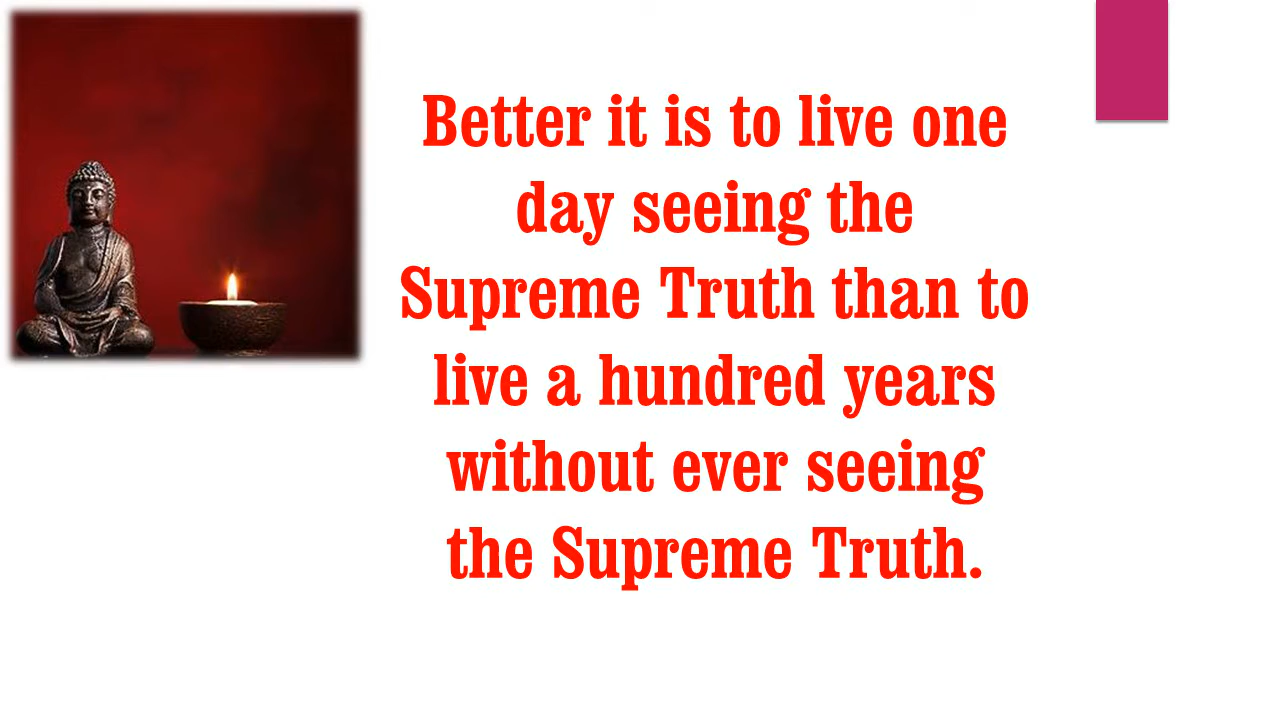 Better it is to live one
day seeing the
Supreme Truth than to
live a hundred years
without ever seeing
the Supreme Truth.